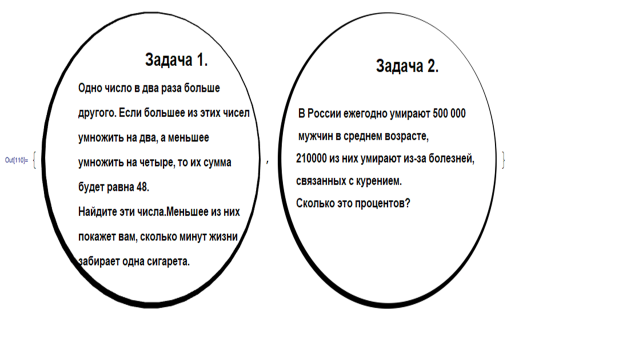 Задача 1.
Одно число в два раза больше
другого. Если большее из этих чисел
умножить на два, а меньшее
умножить на четыре, то их сумма
будет равна 48.
Найдите эти числа.Меньшее из них
покажет вам, сколько минут жизни
забирает одна сигарета.
Задача 2.
В России ежегодно умирают 500 000
мужчин в среднем возрасте,
210000 из них умирают из-за болезней,
связанных с курением.
Сколько это процентов?
Out[110]= { , }